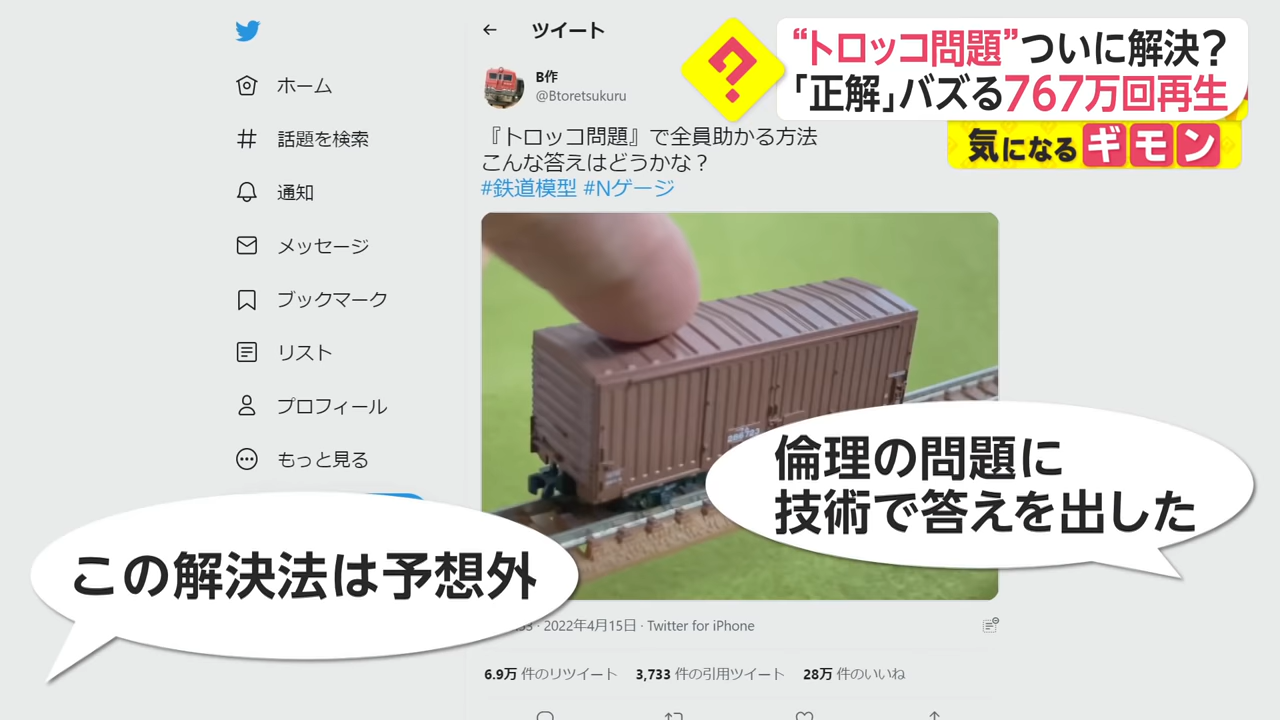 “トロッコ問題”ついに解決？
「正解」バズる767万回再生
気になるギモン
ホーム
話題を検索
通知
メッセージ
ブックマーク
リスト
プロフィール
もっと見る
ツイート
B作
@Btoretsukuru
『トロッコ問題』で全員助かる方法
こんな答えはどうかな？
#鉄道模型 #Nゲージ
倫理の問題に
技術で答えを出した
この解決法は予想外
· 2022年4月15日 · Twitter for iPhone
6.9万 件のリツイート 3,733 件の引用ツイート 28万 件のいいね